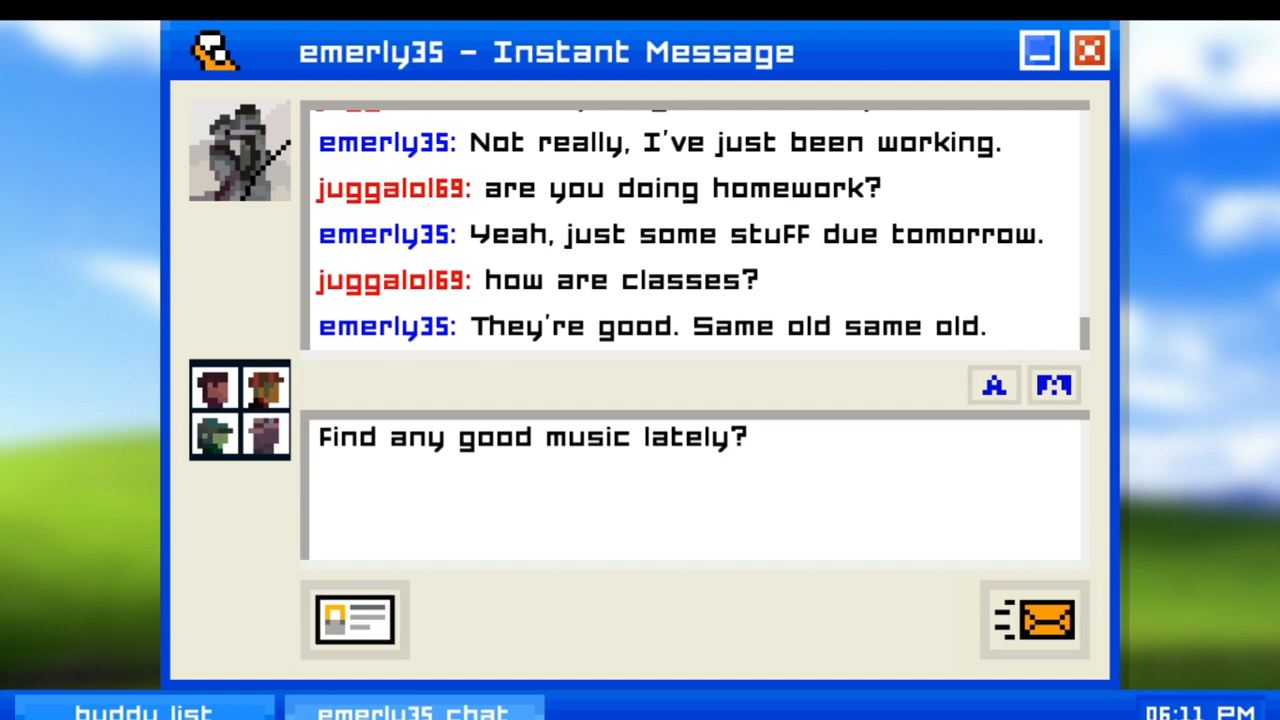 emerly35 - Instant Message
emerly35: Not really, I've just been working.
juggalol69: are you doing homework?
emerly35: Yeah, just some stuff due tomorrow.
juggalol69: how are classes?
emerly35: They're good. Same old same old.
A M
Find any good music lately?
buddy list emerly35 chat 06:11 PM